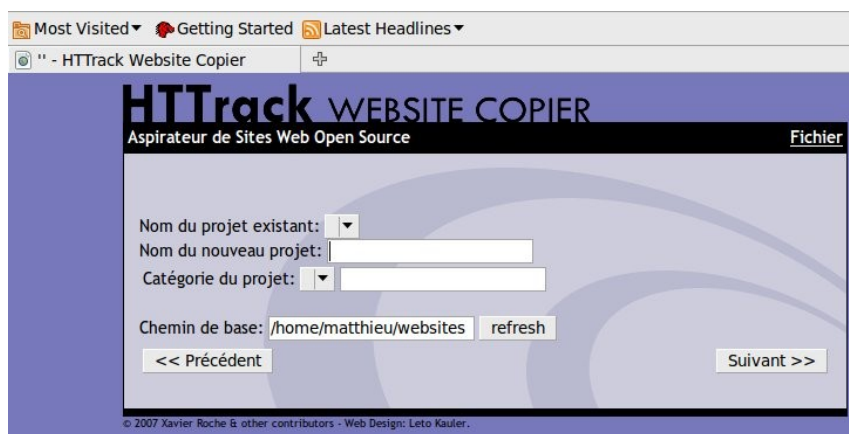 Most Visited Getting Started Latest Headlines
'' - HTTrack Website Copier
HTTrack WEBSITE COPIER
Aspirateur de Sites Web Open Source Fichier
Nom du projet existant:
Nom du nouveau projet:
Catégorie du projet:
Chemin de base: /home/matthieu/websites refresh
<< Précédent Suivant >>
© 2007 Xavier Roche & other contributors - Web Design: Leto Kauler.